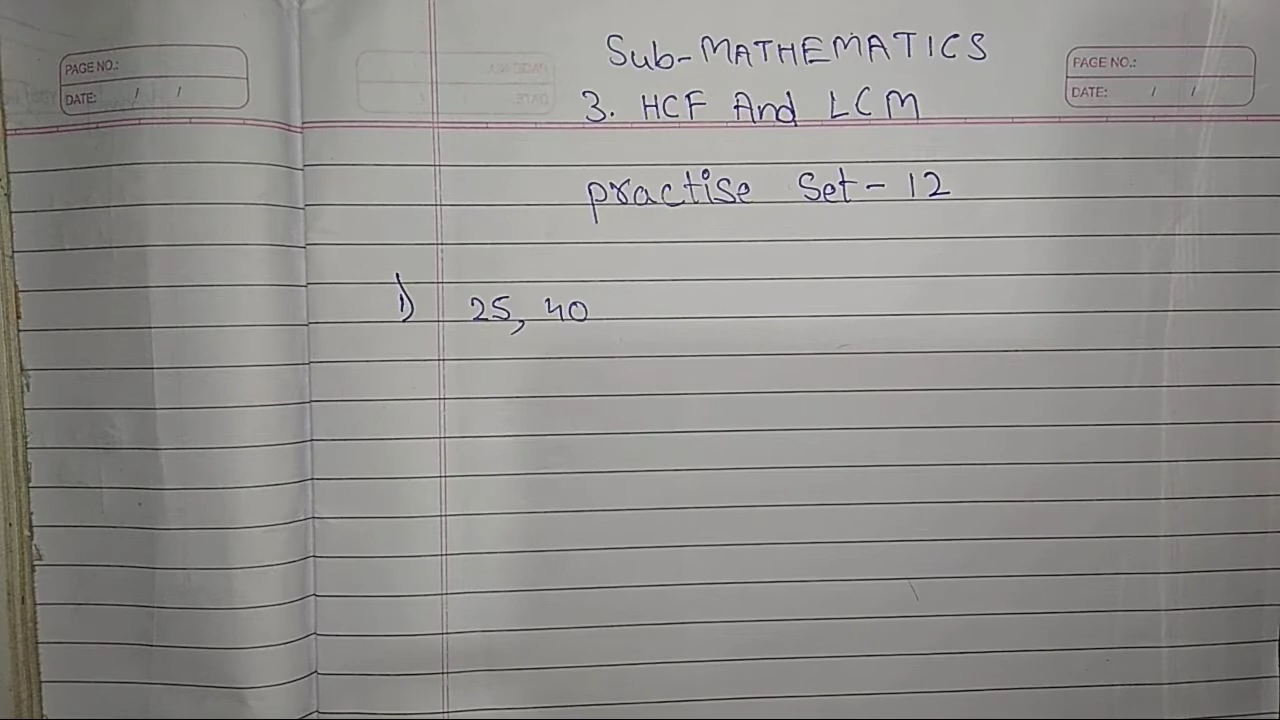 PAGE NO.:
DATE: / /
Sub-MATHEMATICS
PAGE NO.:
DATE: / /
3. HCF And LCM
practise Set-12
1) 25, 40